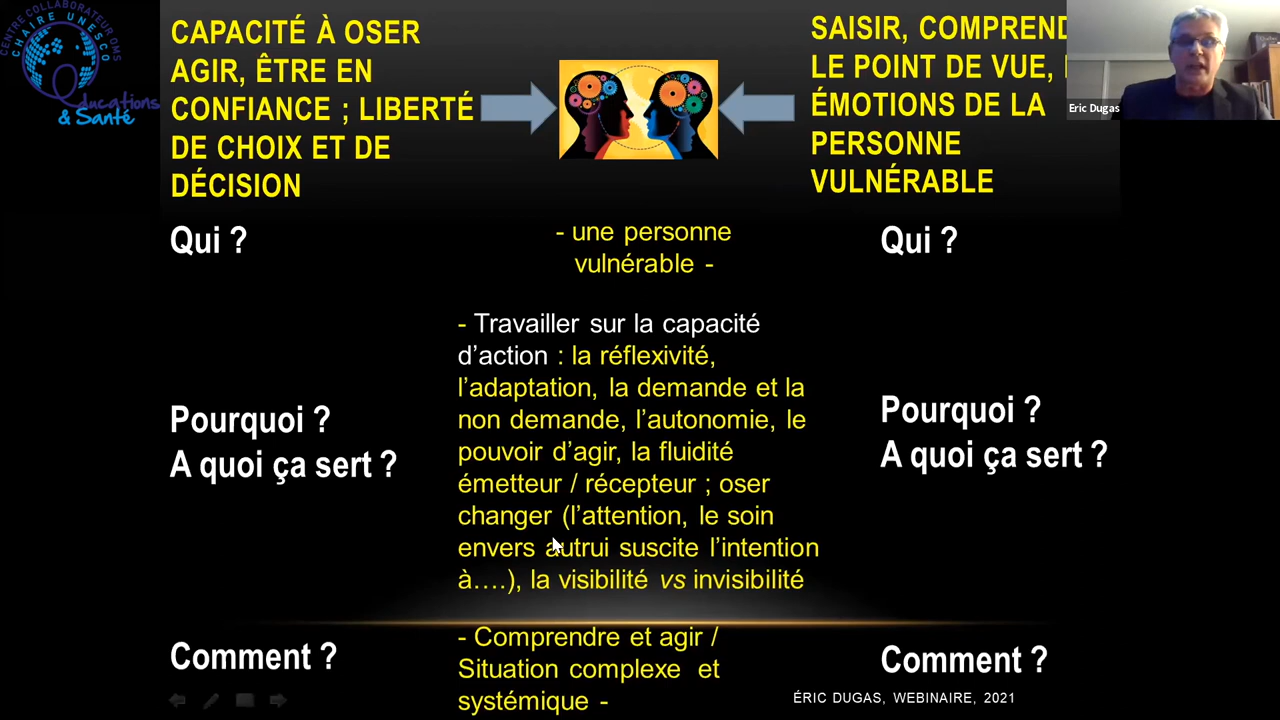 CENTRE COLLABORATEUR OMS
CHAIRE UNESCO
Éducations
& Santé
CAPACITÉ À OSER
AGIR, ÊTRE EN
CONFIANCE ; LIBERTÉ
DE CHOIX ET DE
DÉCISION
SAISIR, COMPREND
LE POINT DE VUE,
ÉMOTIONS DE LA
PERSONNE
VULNÉRABLE
Eric Dugas
Qui ?
- une personne
vulnérable -
Qui ?
Pourquoi ?
A quoi ça sert ?
- Travailler sur la capacité
d’action : la réflexivité,
l’adaptation, la demande et la
non demande, l’autonomie, le
pouvoir d’agir, la fluidité
émetteur / récepteur ; oser
changer (l’attention, le soin
envers autrui suscite l’intention
à….), la visibilité vs invisibilité
Pourquoi ?
A quoi ça sert ?
Comment ?
- Comprendre et agir /
Situation complexe et
systémique -
Comment ?
ÉRIC DUGAS, WEBINAIRE, 2021